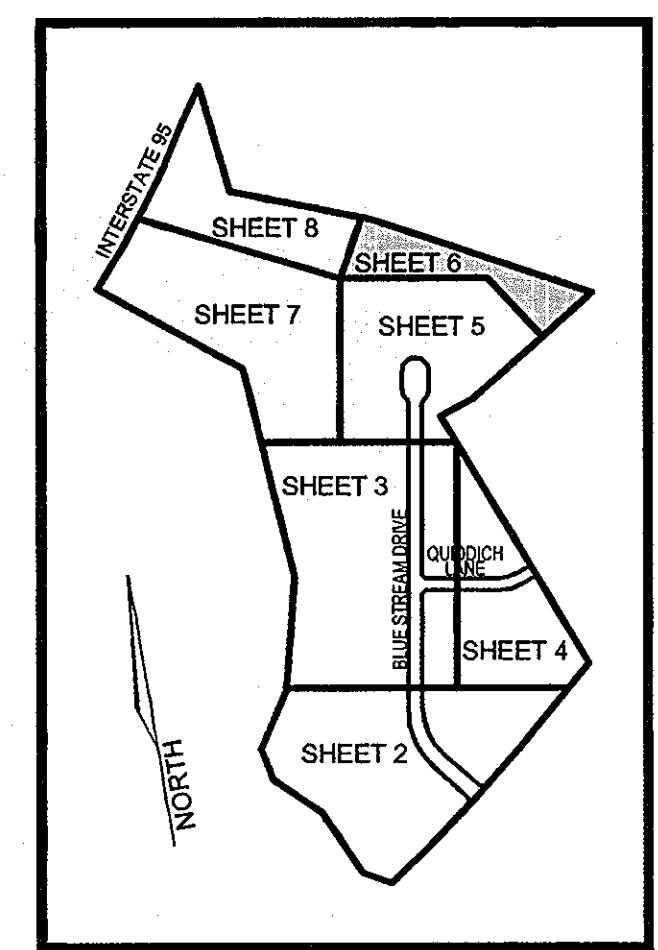 INTERSTATE 95
SHEET 8
SHEET 6
SHEET 7
SHEET 5
SHEET 3
BLUE STREAM DRIVE
QUIDDICH
LANE
SHEET 4
SHEET 2
NORTH